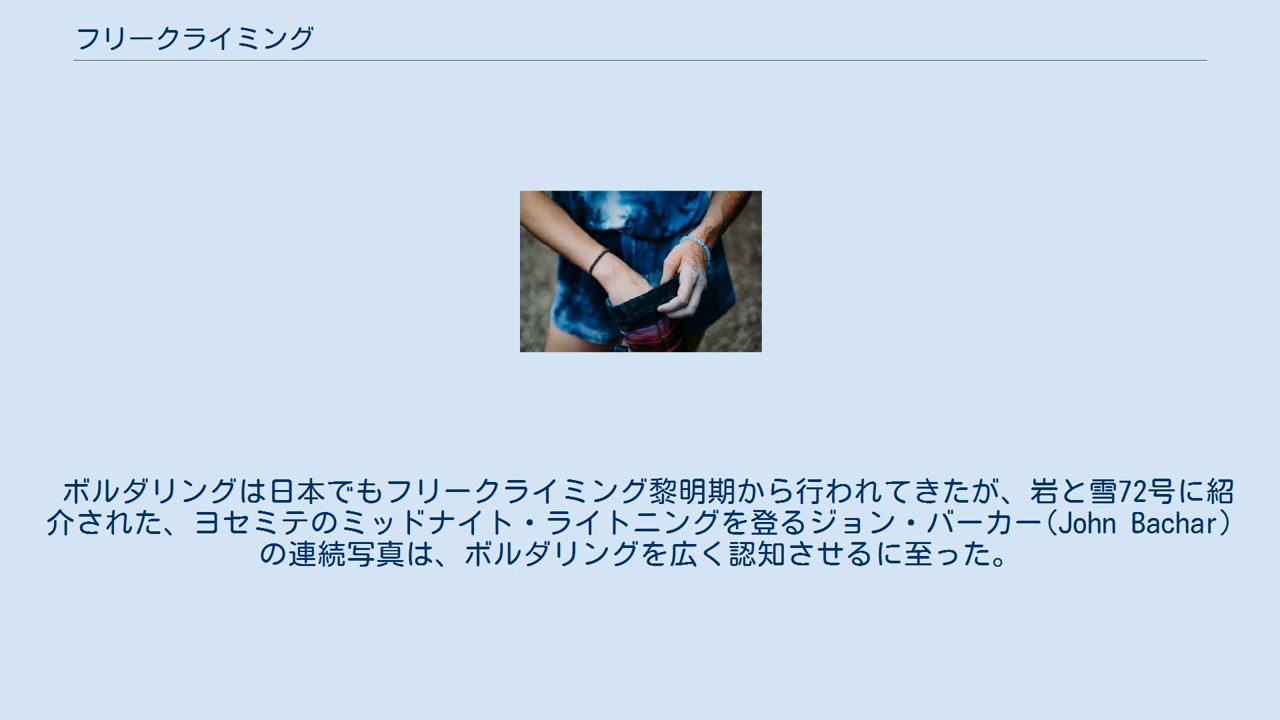 フリークライミング
ボルダリングは日本でもフリークライミング黎明期から行われてきたが、岩と雪72号に紹
介された、ヨセミテのミッドナイト・ライトニングを登るジョン・バーカー(John Bachar)
の連続写真は、ボルダリングを広く認知させるに至った。